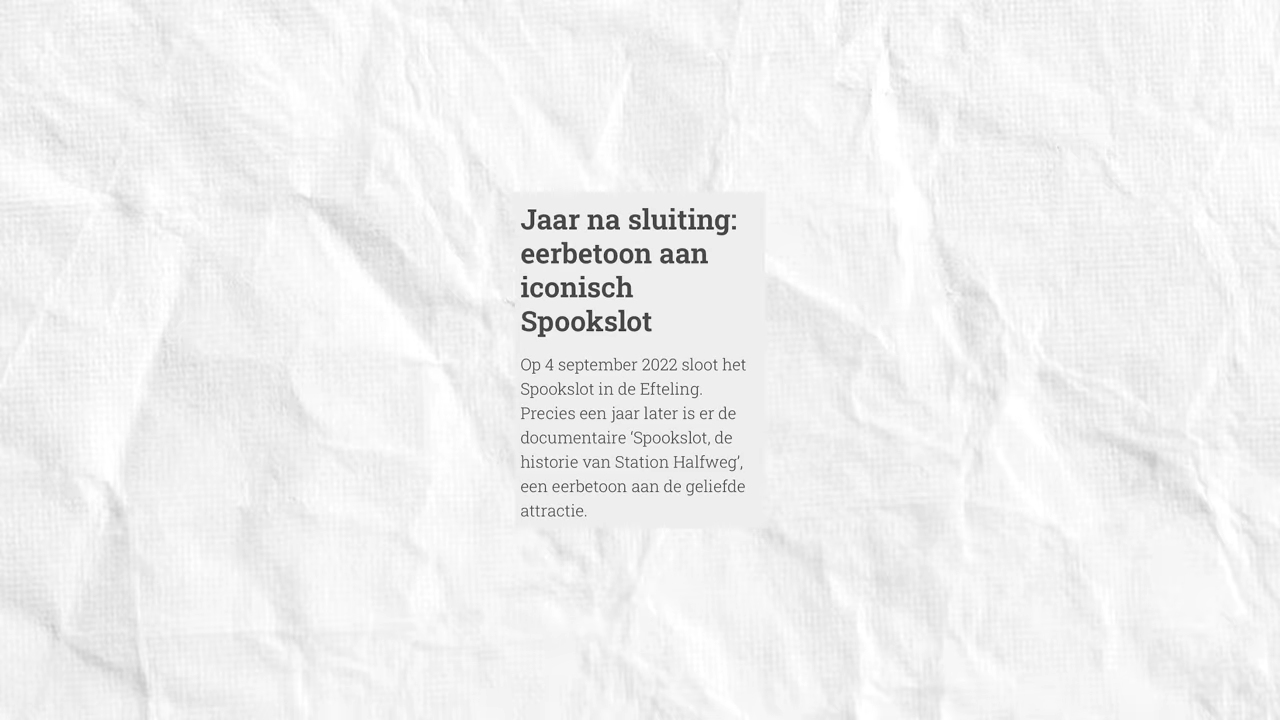 Jaar na sluiting:
eerbetoon aan
iconisch
Spookslot
Op 4 september 2022 sloot het
Spookslot in de Efteling.
Precies een jaar later is er de
documentaire ‘Spookslot, de
historie van Station Halfweg’,
een eerbetoon aan de geliefde
attractie.